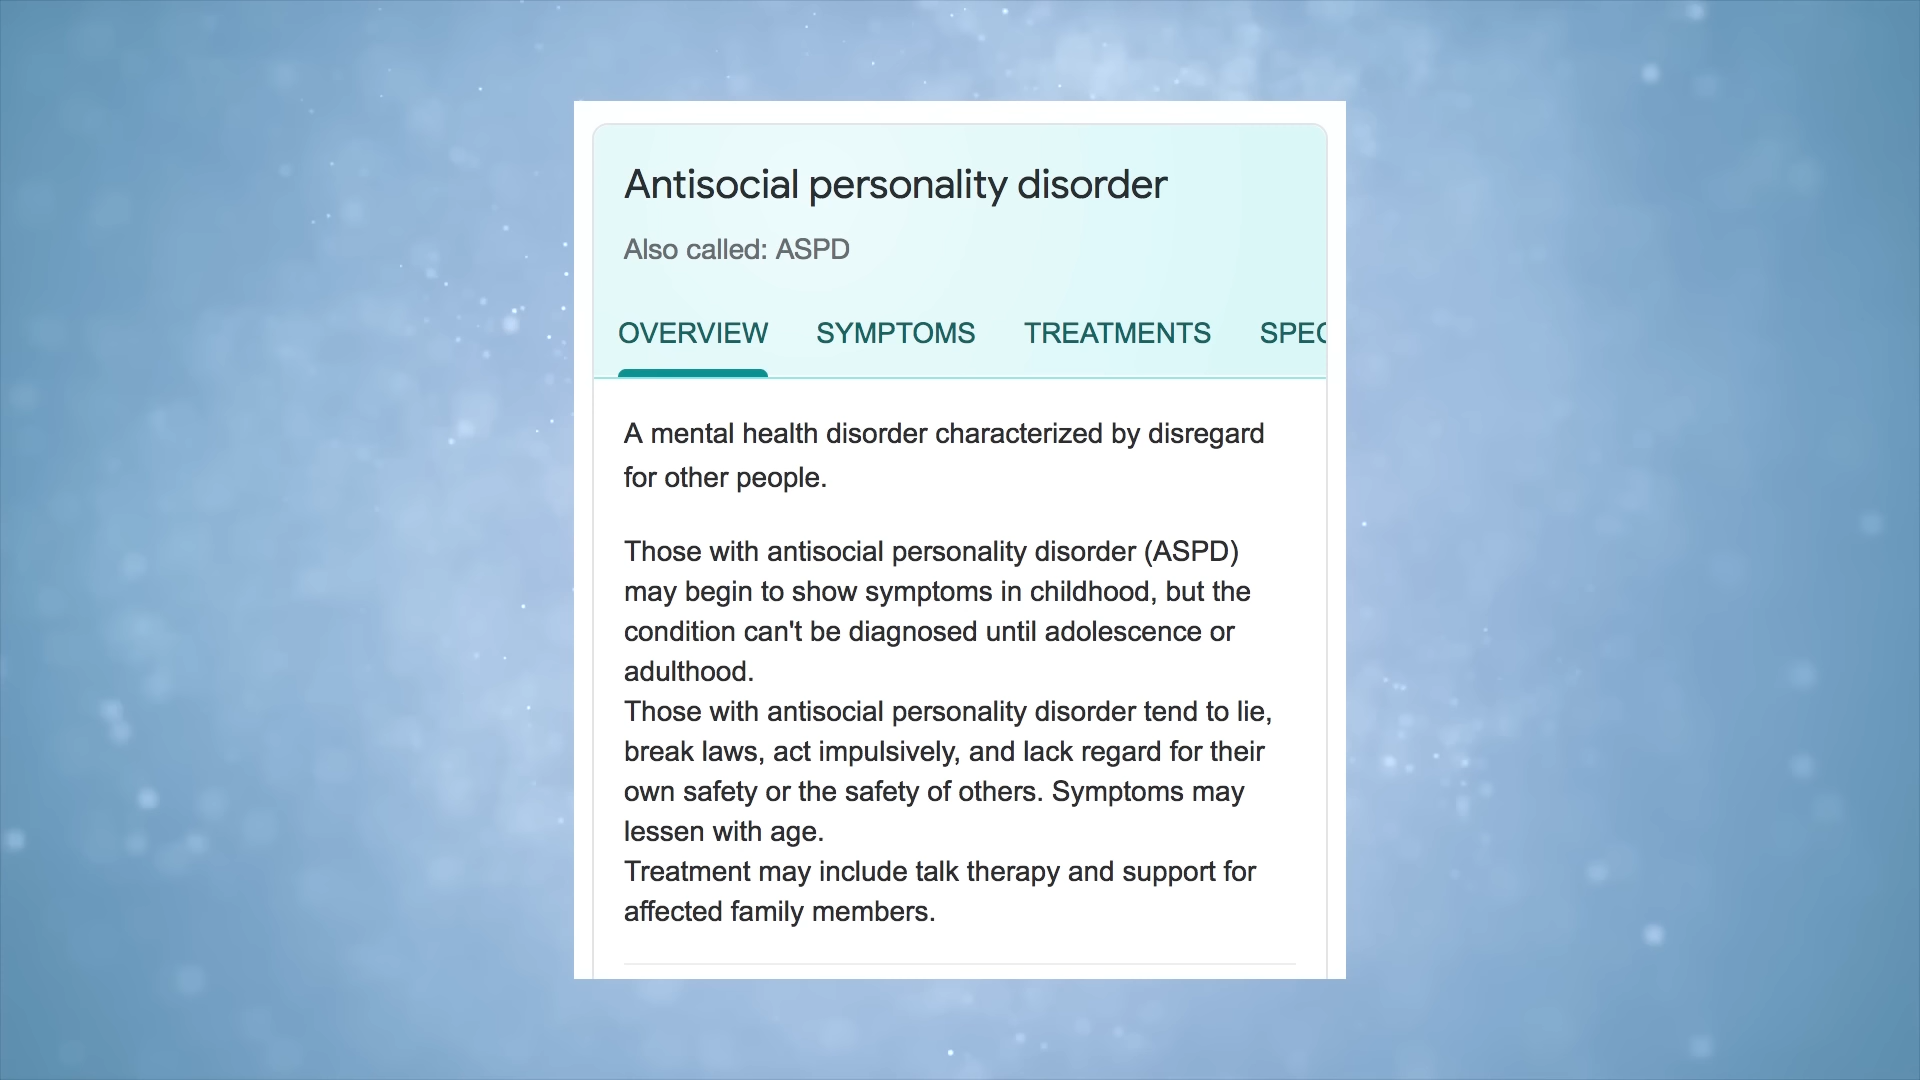 Antisocial personality disorder
Also called: ASPD
OVERVIEW SYMPTOMS TREATMENTS SPEC
A mental health disorder characterized by disregard
for other people.
Those with antisocial personality disorder (ASPD)
may begin to show symptoms in childhood, but the
condition can't be diagnosed until adolescence or
adulthood.
Those with antisocial personality disorder tend to lie,
break laws, act impulsively, and lack regard for their
own safety or the safety of others. Symptoms may
lessen with age.
Treatment may include talk therapy and support for
affected family members.